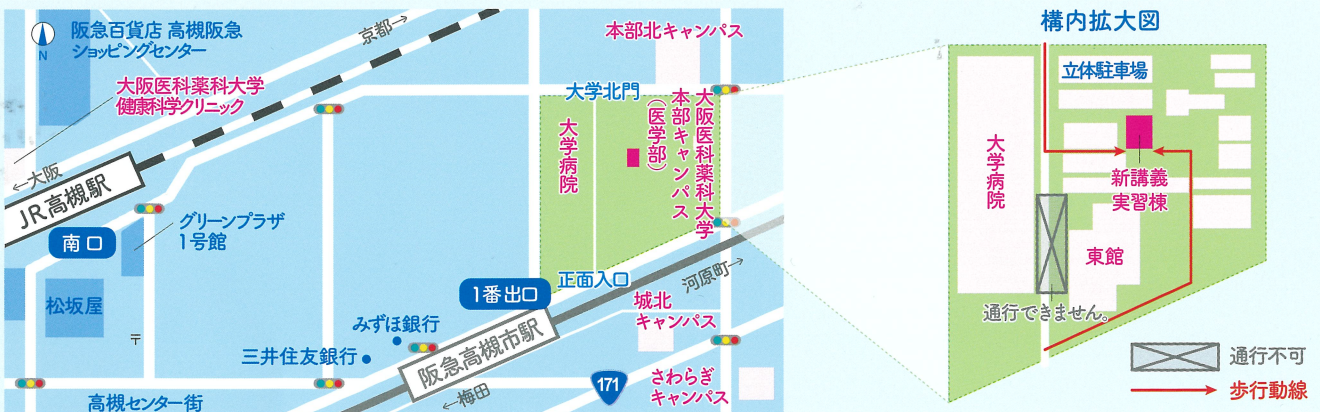 N
阪急百貨店 高槻阪急
ショッピングセンター
大阪医科薬科大学
健康科学クリニック
京都→
←大阪
JR高槻駅
南口
グリーンプラザ
1号館
松坂屋
〒
高槻センター街
三井住友銀行
みずほ銀行
1番出口
阪急高槻市駅
←梅田
河原町→
171
本部北キャンパス
大学北門
大学病院
大阪医科薬科大学
本部キャンパス
(医学部)
正面入口
城北
キャンパス
さわらぎ
キャンパス
構内拡大図
立体駐車場
大学病院
新講義
実習棟
東館
通行できません。
通行不可
歩行動線